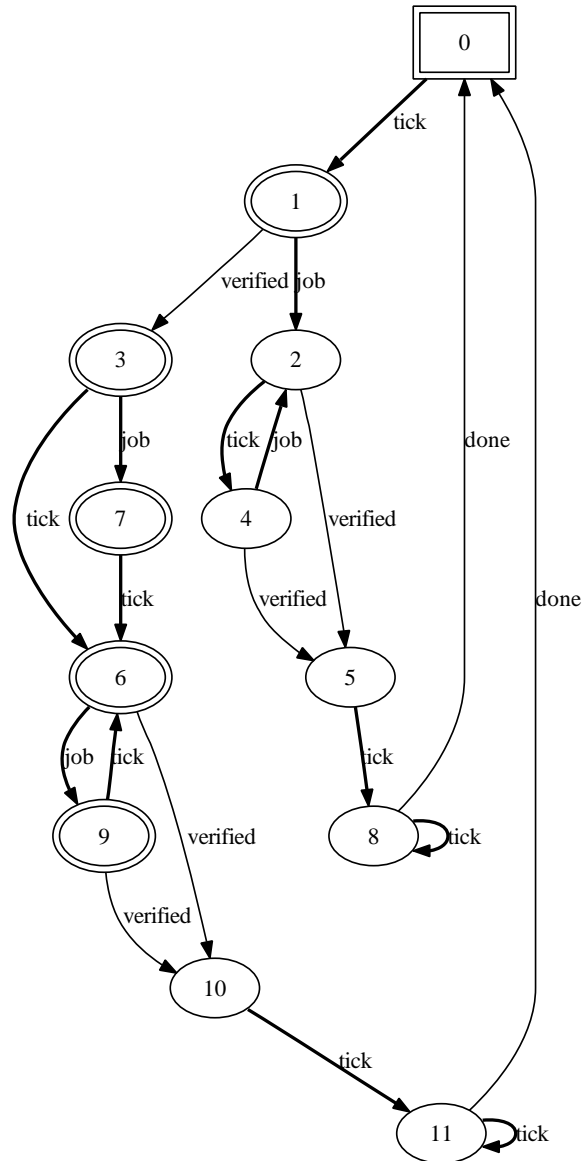 0
tick
1
verified
job
3
2
job
tick
job
done
tick
7
4
verified
tick
verified
done
6
5
job
tick
tick
9
verified
8
tick
verified
10
tick
11
tick